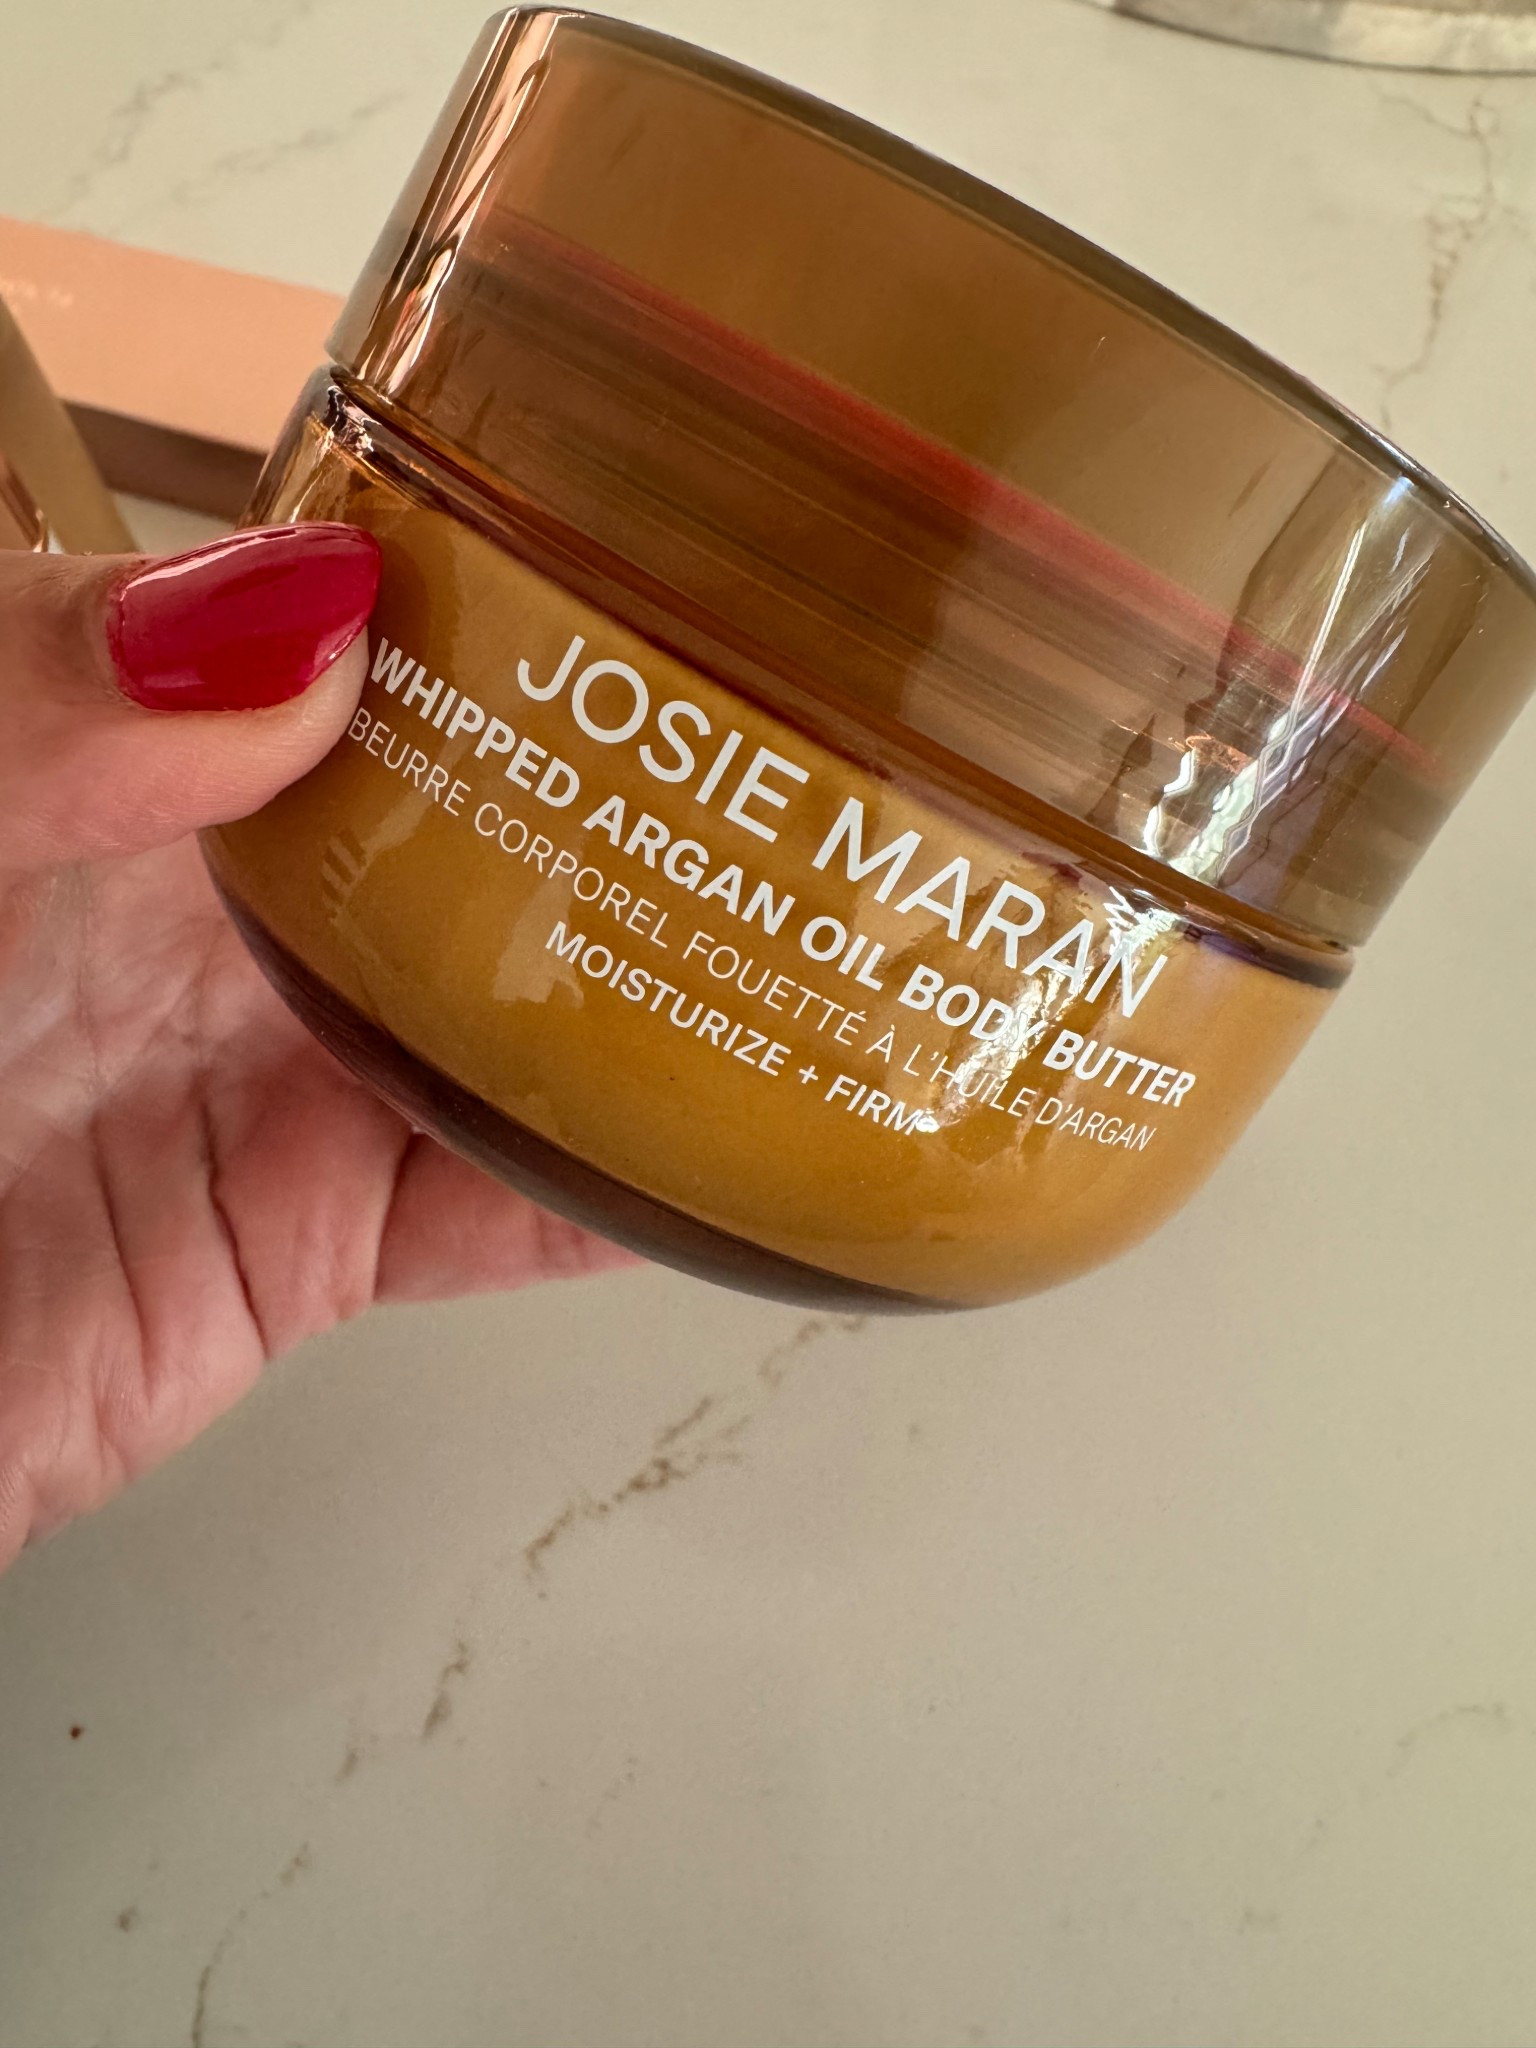 JOSIE MARAN
WHIPPED ARGAN OIL BODY BUTTER
BEURRE CORPOREL FOUETTÉ À L'HUILE D'ARGAN
MOISTURIZE + FIRM